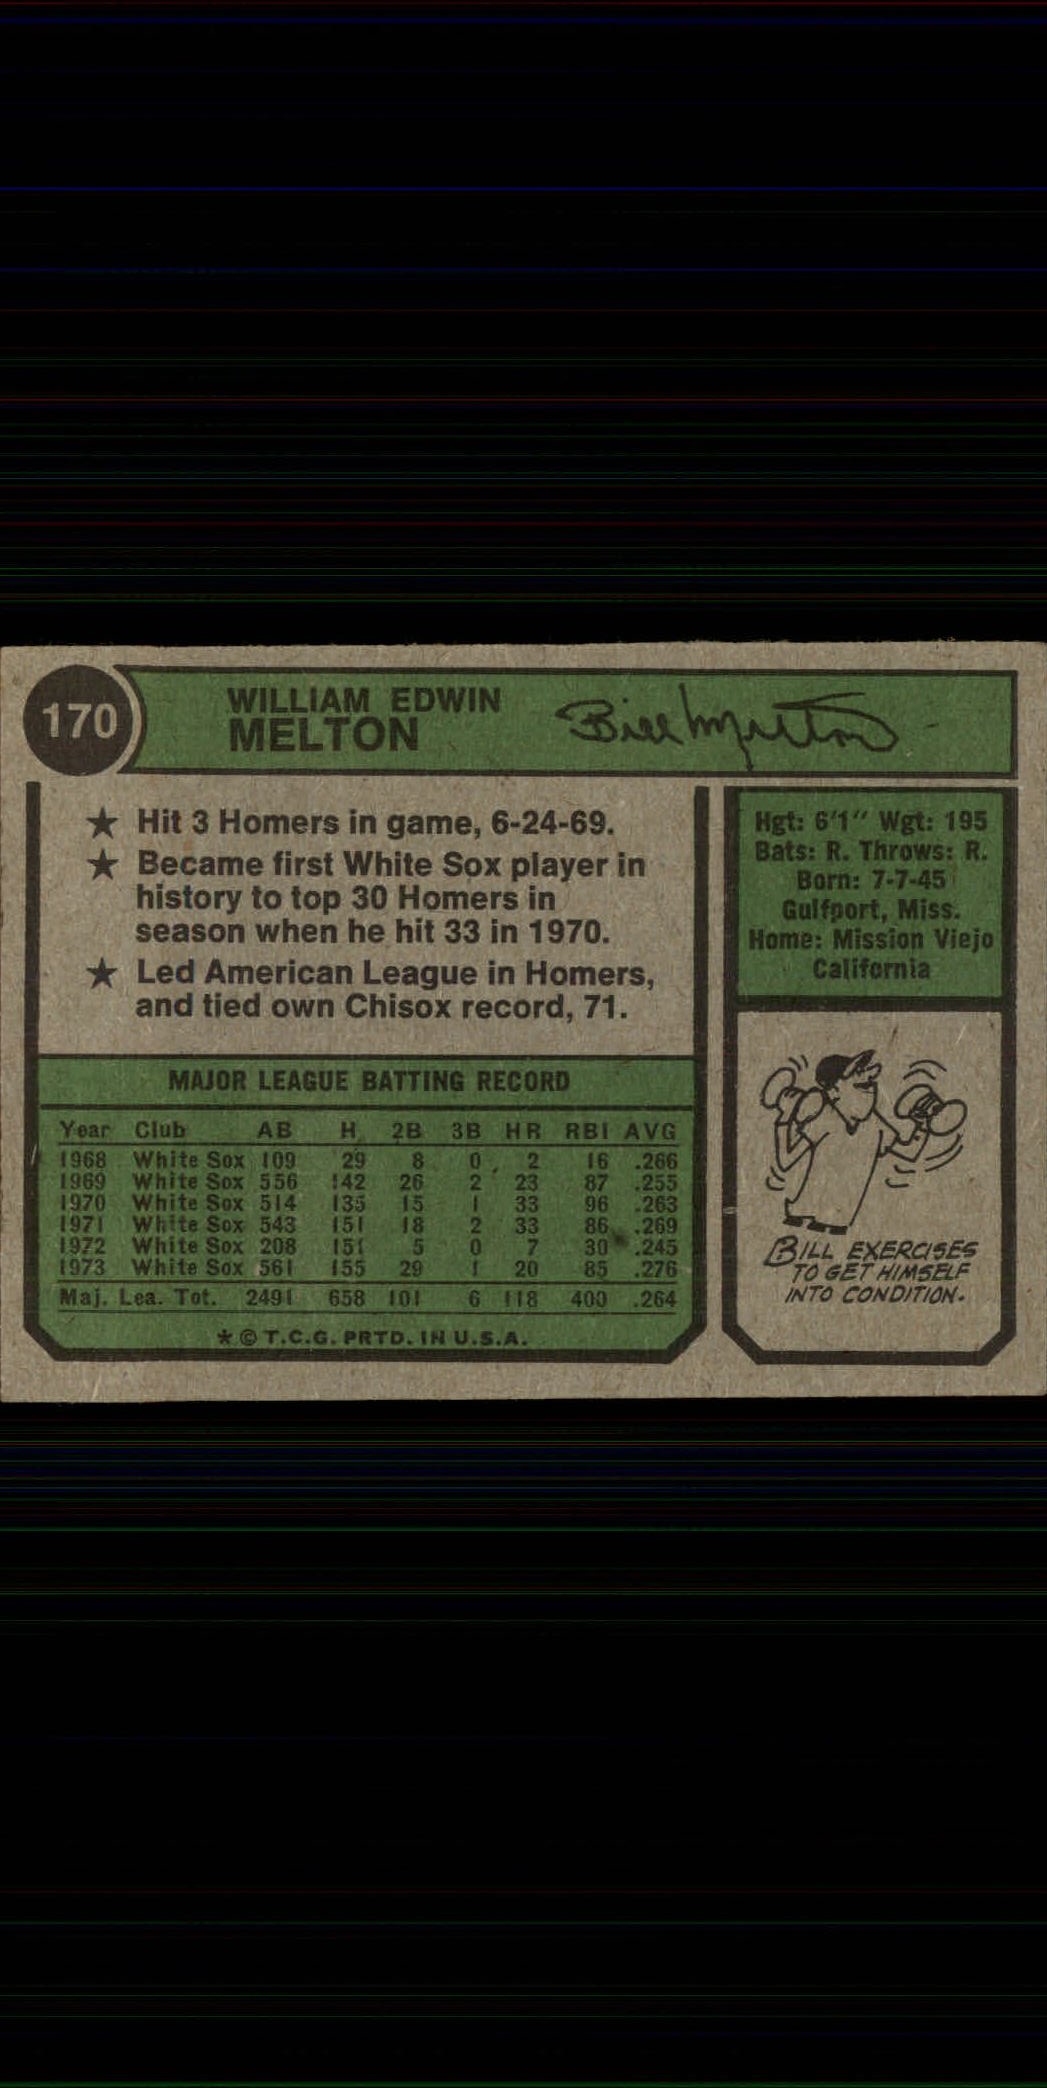 170
WILLIAM EDWIN
MELTON
Bill Melton
★ Hit 3 Homers in game, 6-24-69.
★ Became first White Sox player in
history to top 30 Homers in
season when he hit 33 in 1970.
★ Led American League in Homers,
and tied own Chisox record, 71.
MAJOR LEAGUE BATTING RECORD
Year Club AB H 2B 3B HR RBI AVG
1968 White Sox 109 29 8 0 2 16 .266
1969 White Sox 556 142 26 2 23 87 .255
1970 White Sox 514 135 15 1 33 96 .263
1971 White Sox 543 151 18 2 33 86 .269
1972 White Sox 208 151 5 0 7 30 .245
1973 White Sox 561 155 29 1 20 85 .276
Maj. Lea. Tot. 2491 658 101 6 118 400 .264
★ © T.C.G. PRTD. IN U.S.A.
Hgt: 6'1" Wgt: 195
Bats: R. Throws: R.
Born: 7-7-45
Gulfport, Miss.
Home: Mission Viejo
California
BILL EXERCISES
TO GET HIMSELF
INTO CONDITION.